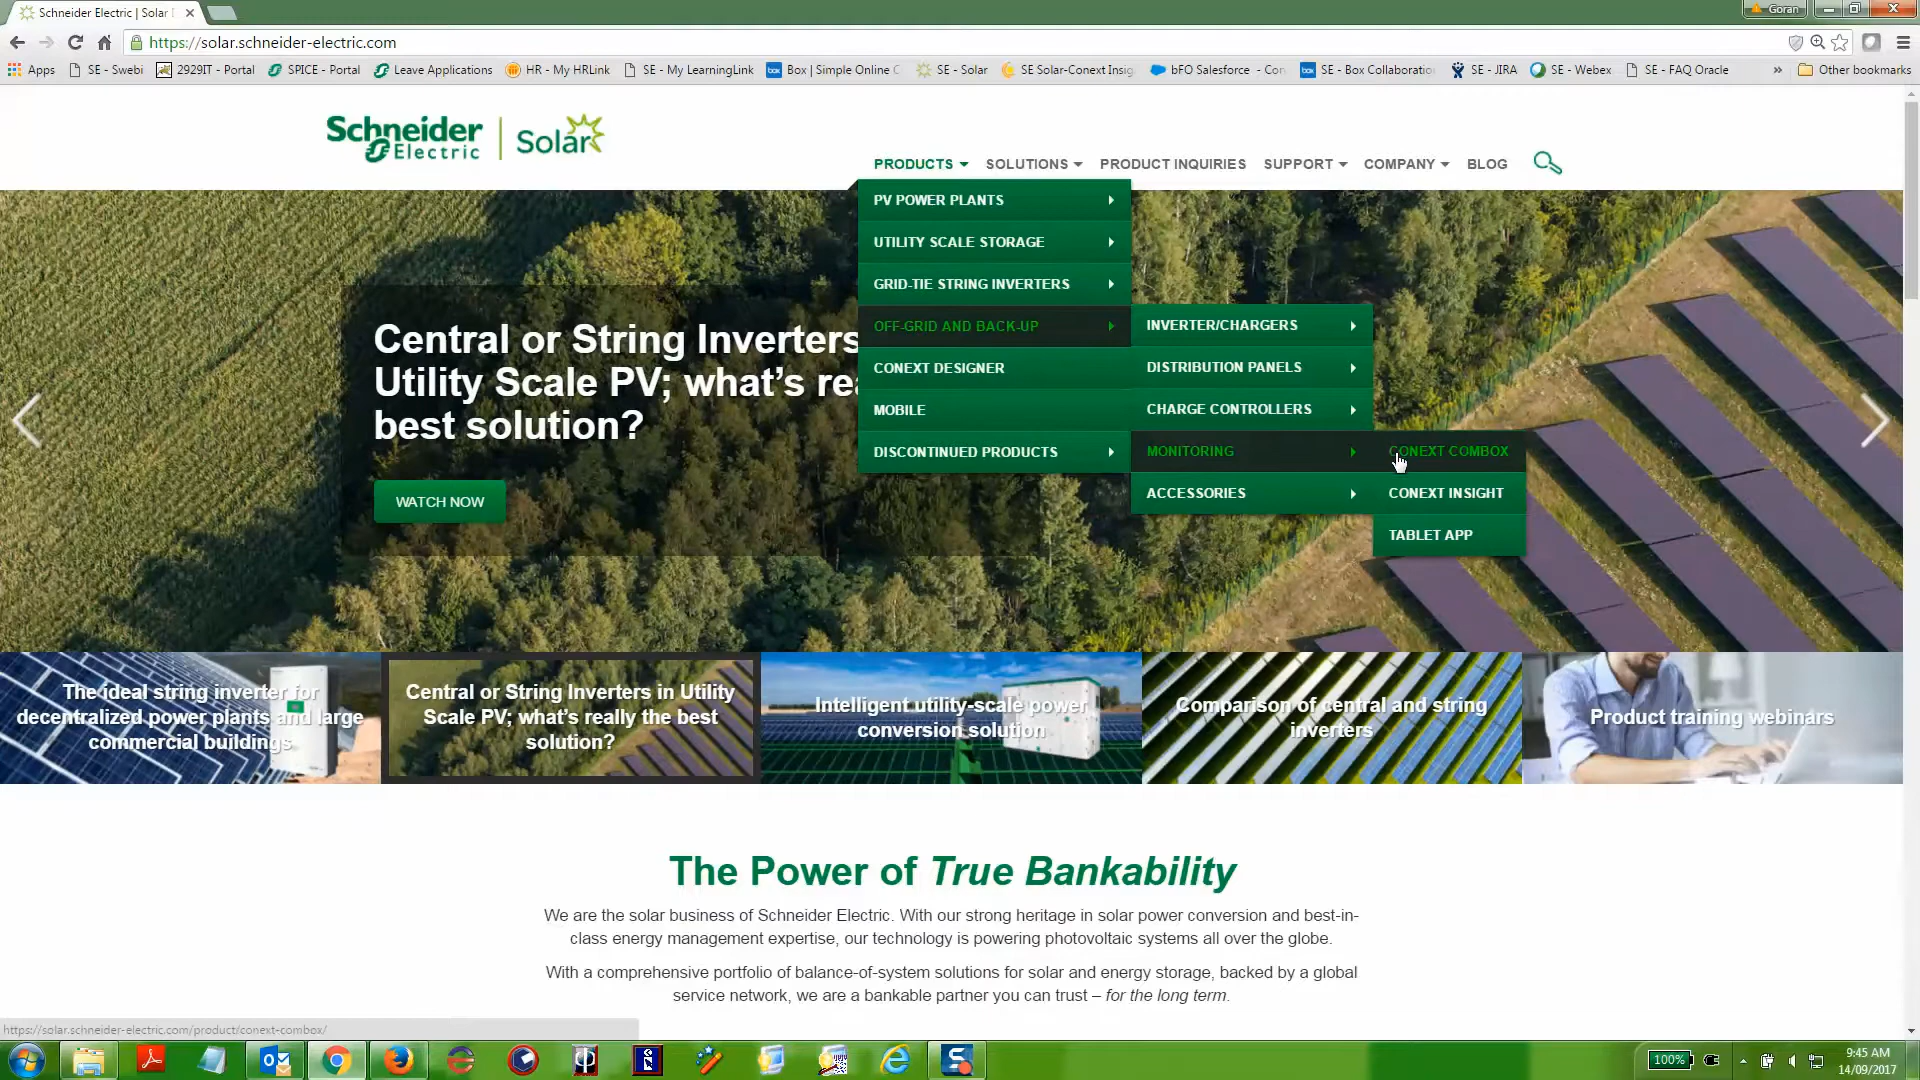 Schneider Electric | Solar
Goran
https://solar.schneider-electric.com
Apps
SE - Swebi
2929IT - Portal
SPICE - Portal
Leave Applications
HR - My HRLink
SE - My LearningLink
Box | Simple Online
SE - Solar
SE Solar-Conext Insig
bFO Salesforce - Con
SE - Box Collaboratio
SE - JIRA
SE - Webex
SE - FAQ Oracle
»
Other bookmarks
Schneider Electric | Solar
PRODUCTS
SOLUTIONS
PRODUCT INQUIRIES
SUPPORT
COMPANY
BLOG
PV POWER PLANTS
UTILITY SCALE STORAGE
GRID-TIE STRING INVERTERS
OFF-GRID AND BACK-UP
CONEXT DESIGNER
MOBILE
DISCONTINUED PRODUCTS
INVERTER/CHARGERS
DISTRIBUTION PANELS
CHARGE CONTROLLERS
MONITORING
ACCESSORIES
CONEXT COMBOX
CONEXT INSIGHT
TABLET APP
Central or String Inverters
Utility Scale PV; what's rea
best solution?
WATCH NOW
The ideal string inverter for
decentralized power plants and large
commercial buildings
Central or String Inverters in Utility
Scale PV; what's really the best
solution?
Intelligent utility-scale power
conversion solution
Comparison of central and string
inverters
Product training webinars
The Power of True Bankability
We are the solar business of Schneider Electric. With our strong heritage in solar power conversion and best-in-
class energy management expertise, our technology is powering photovoltaic systems all over the globe.
With a comprehensive portfolio of balance-of-system solutions for solar and energy storage, backed by a global
service network, we are a bankable partner you can trust – for the long term.
https://solar.schneider-electric.com/product/conext-combox/
100%
9:45 AM
14/09/2017